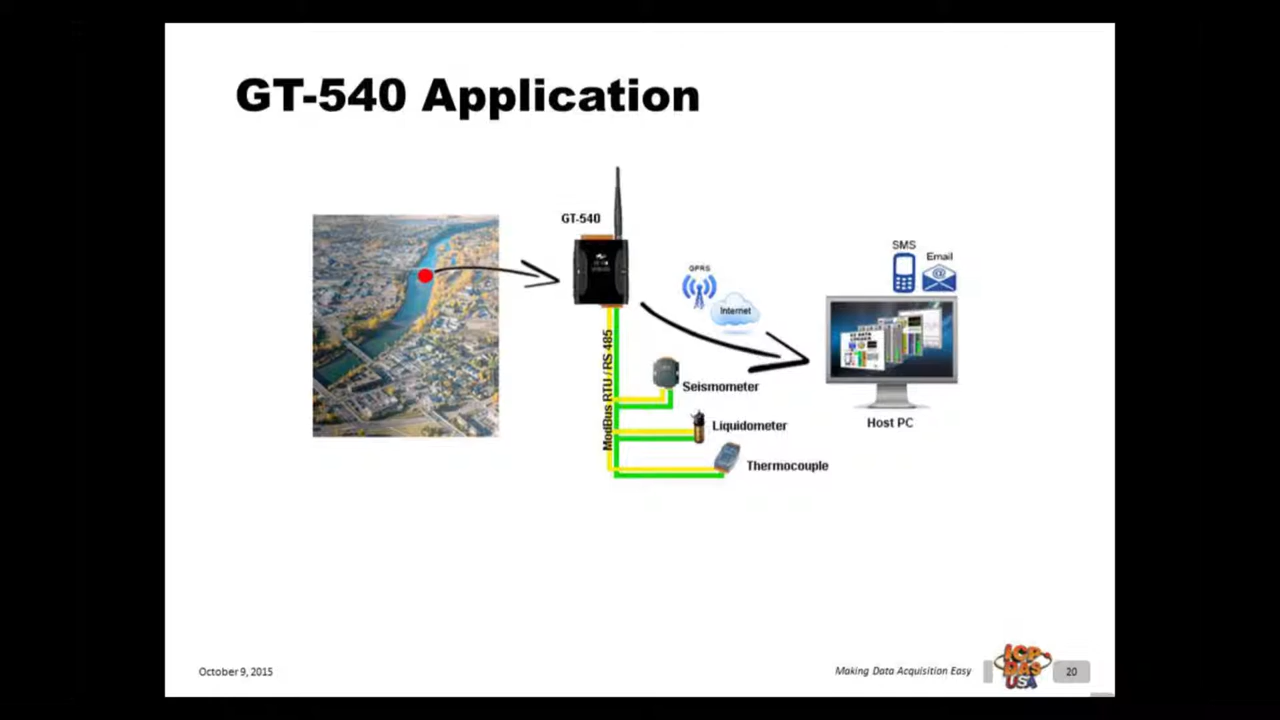 GT-540 Application
GT-540
GPRS
Internet
SMS
Email
ModBus RTU / RS 485
Seismometer
Liquidometer
Thermocouple
Host PC
October 9, 2015
Making Data Acquisition Easy
ICP
DAS
USA
20